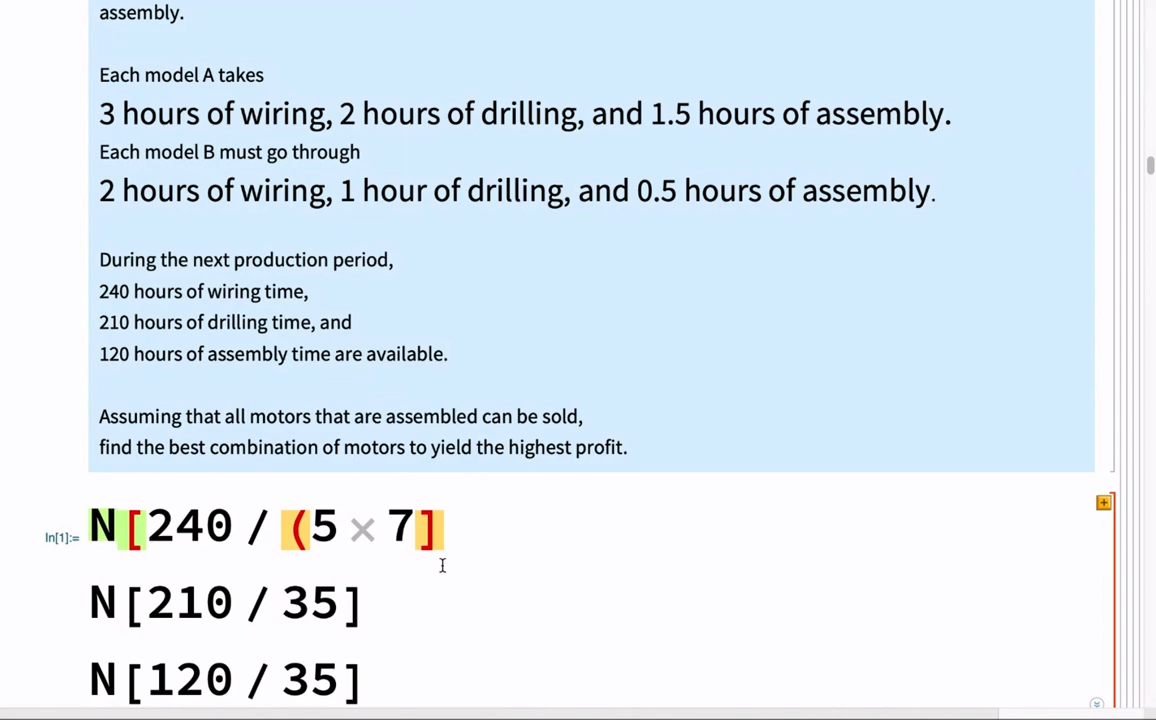 assembly.
Each model A takes
3 hours of wiring, 2 hours of drilling, and 1.5 hours of assembly.
Each model B must go through
2 hours of wiring, 1 hour of drilling, and 0.5 hours of assembly.
During the next production period,
240 hours of wiring time,
210 hours of drilling time, and
120 hours of assembly time are available.
Assuming that all motors that are assembled can be sold,
find the best combination of motors to yield the highest profit.
In[1]:= N[240 / (5 × 7]
N[210 / 35]
N[120 / 35]